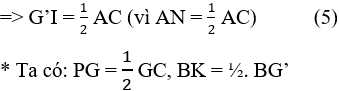 => G’I = 1/2 AC (vì AN = 1/2 AC) (5)
* Ta có: PG = 1/2 GC, BK = ½. BG’